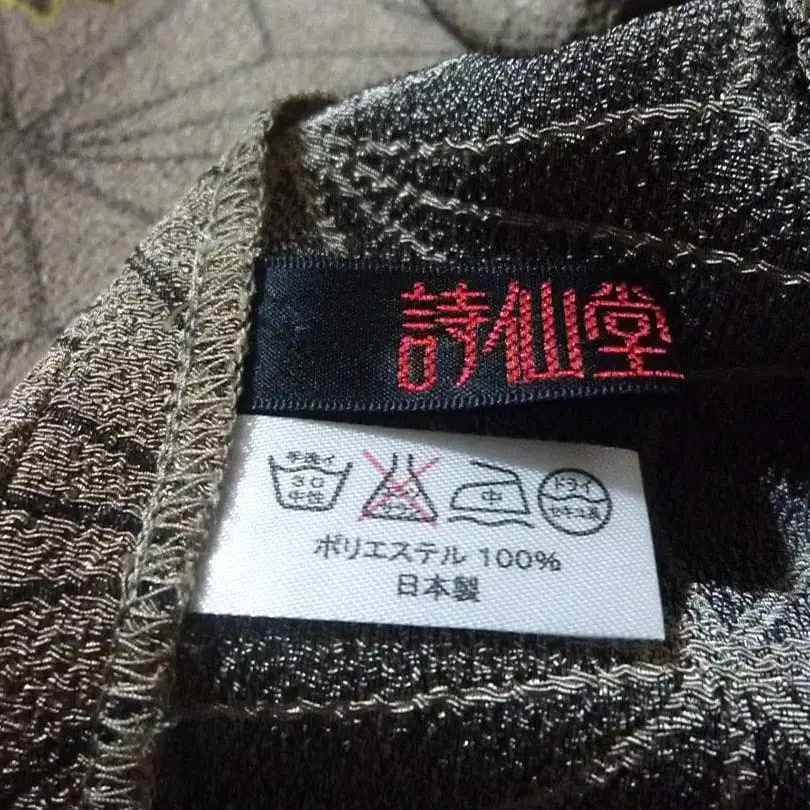 詩仙堂
手洗イ
30
中性
中
ドライ
セキユ系
ポリエステル 100%
日本製